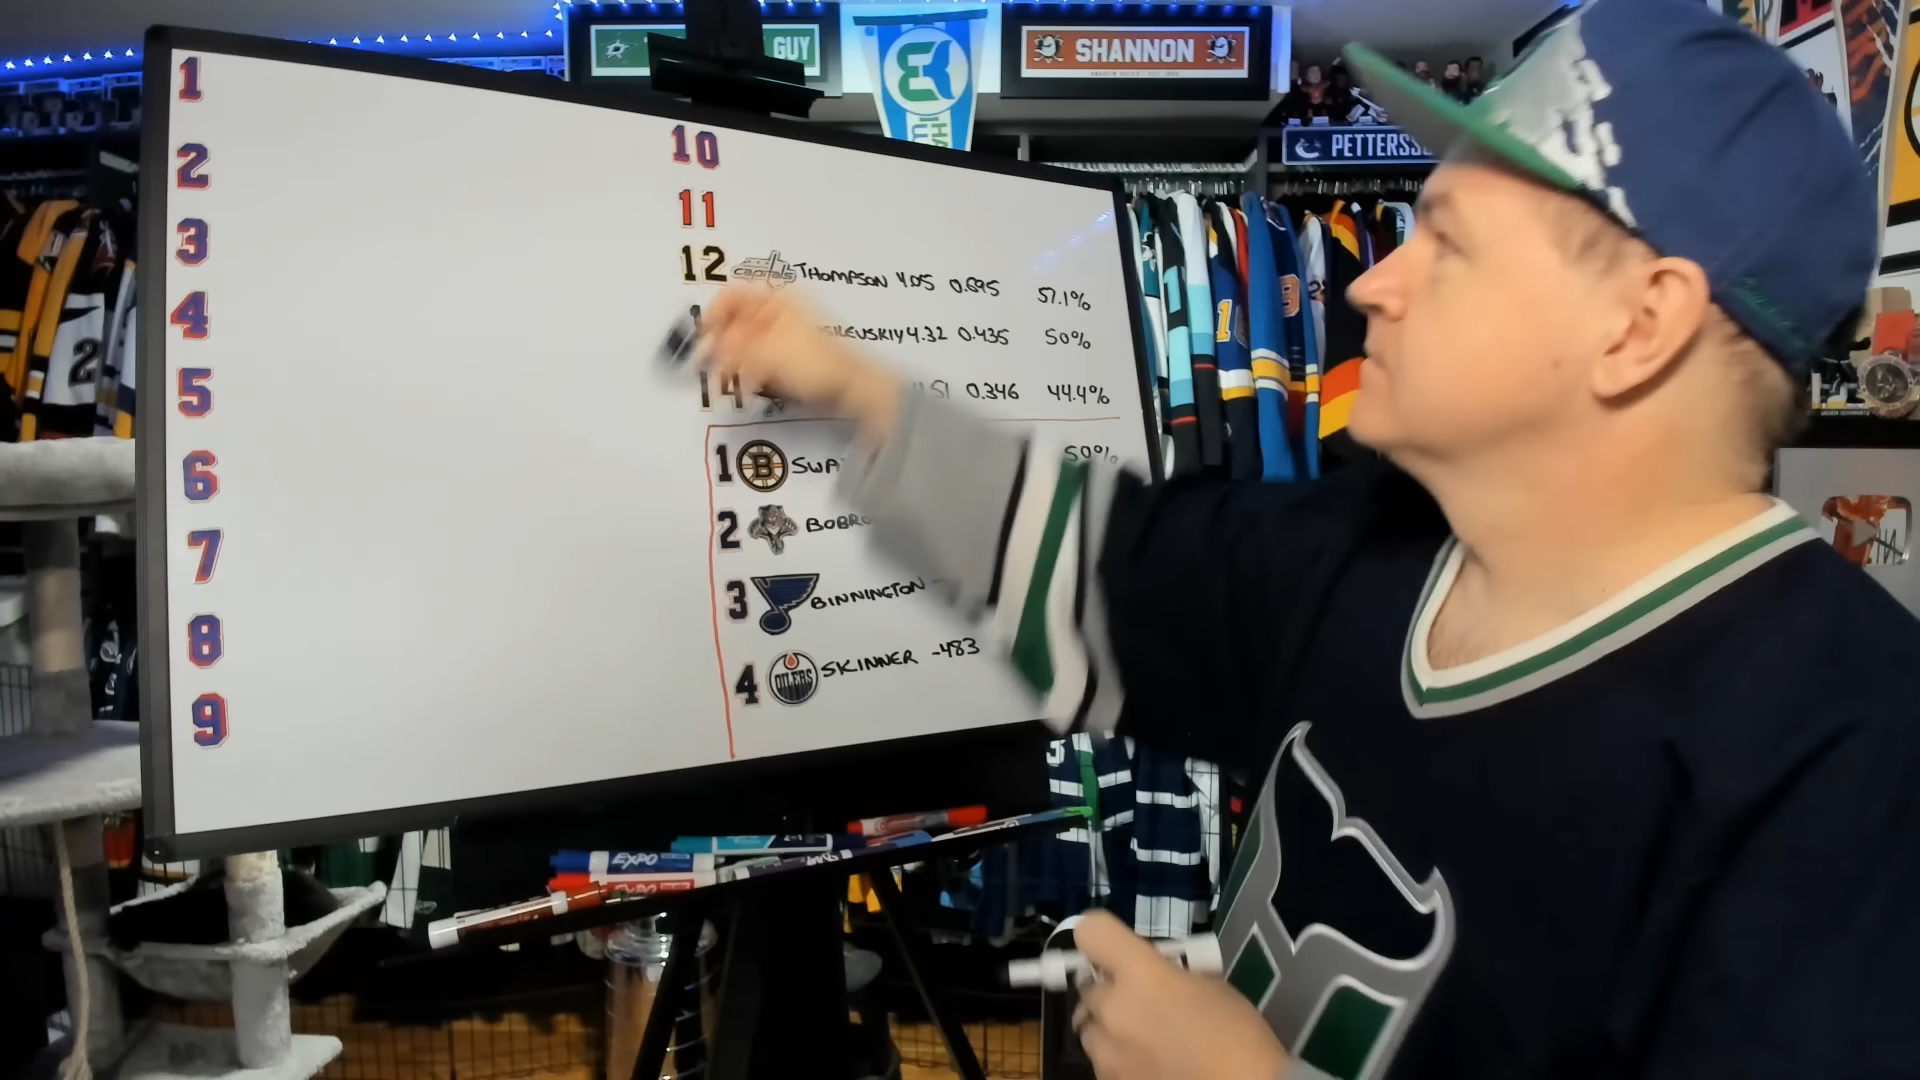 GUY
SHANNON
PETTERSS
1
2
3
4
5
6
7
8
9
10
11
12 capitals THOMPSON 4.05 0.695 57.1%
4.32 0.435 50%
14 .51 0.346 44.4%
1 B SWA 50%
2 BOBRO
3 BINNINGTON
4 OILERS SKINNER -483
EXPO
EXPO